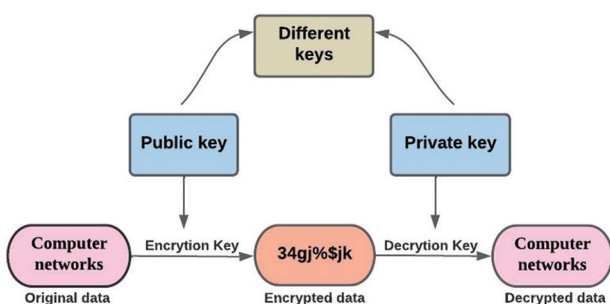 Different
keys
Public key
Private key
Computer
networks
Encrytion Key
34gj%$jk
Decrytion Key
Computer
networks
Original data
Encrypted data
Decrypted data